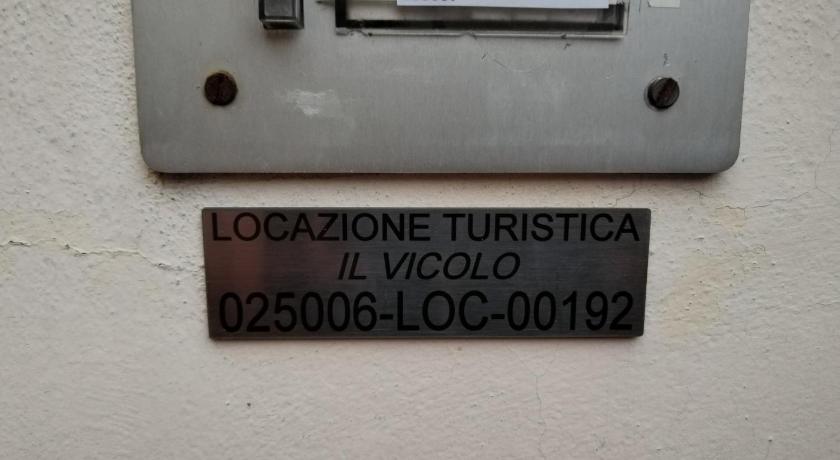 LOCAZIONE TURISTICA
IL VICOLO
025006-LOC-00192